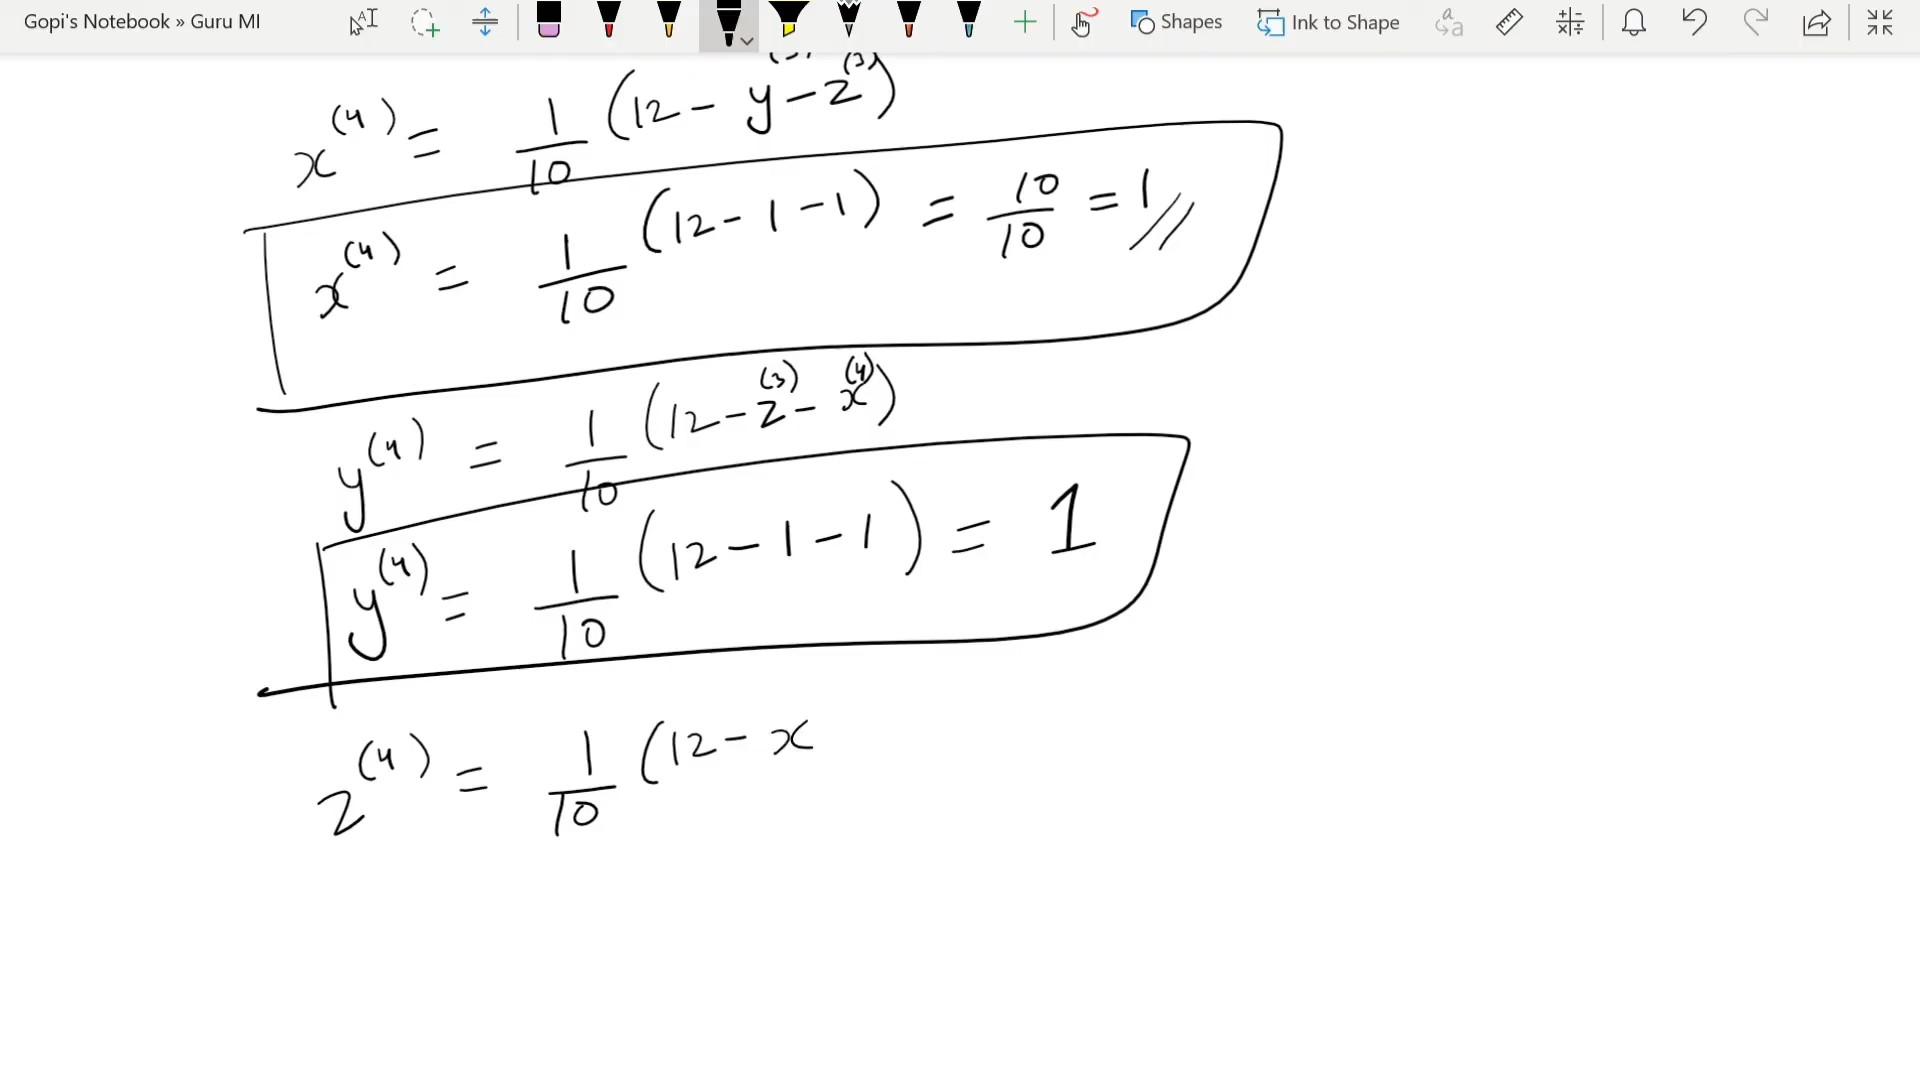 Gopi's Notebook » Guru MI
Shapes
Ink to Shape
x^(4) = 1/10 (12 - y - z^(3))
x^(4) = 1/10 (12 - 1 - 1) = 10/10 = 1//
y^(4) = 1/10 (12 - z^(3) - x^(4))
y^(4) = 1/10 (12 - 1 - 1) = 1
z^(4) = 1/10 (12 - x